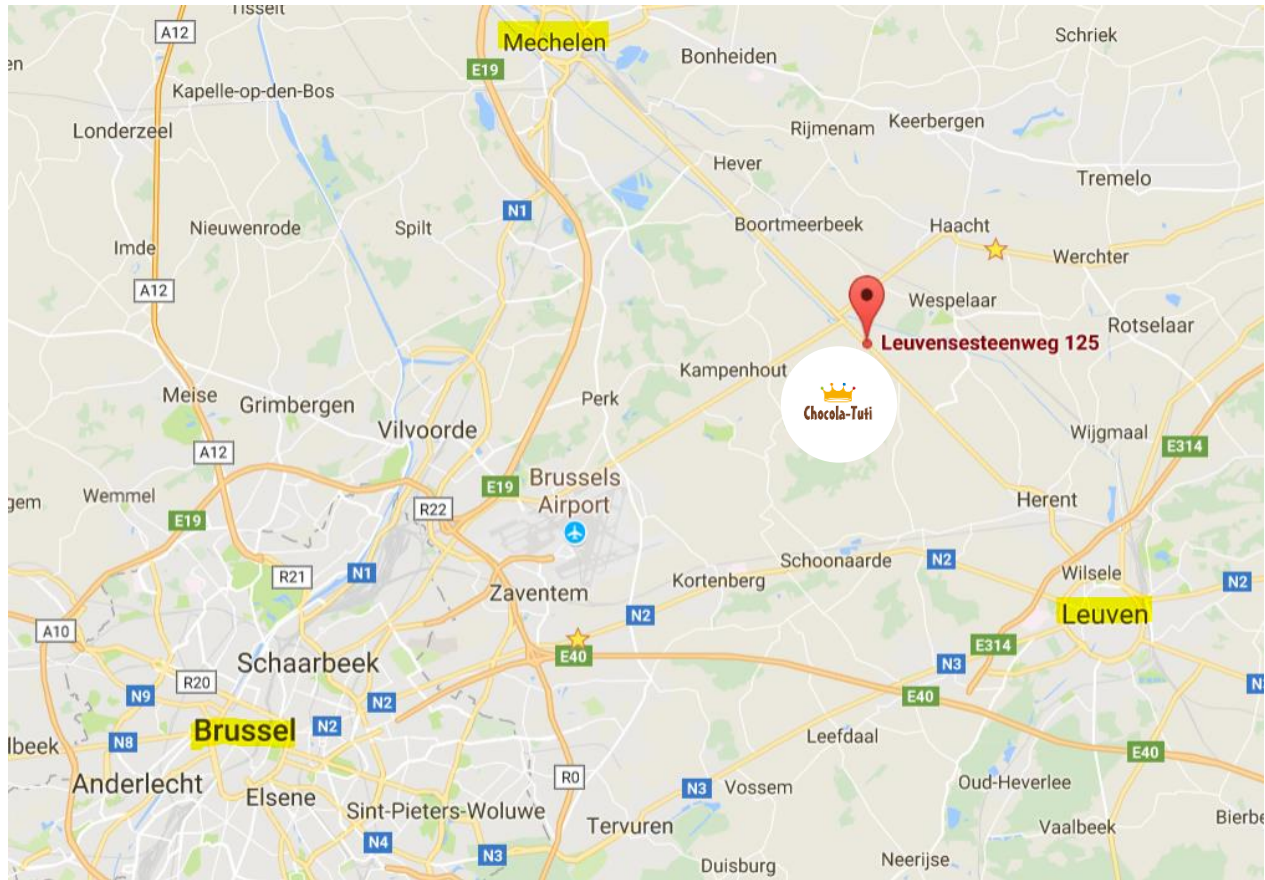 Tisselt
A12
Mechelen
Schriek
en
E19
Bonheiden
Kapelle-op-den-Bos
Londerzeel
Rijmenam
Keerbergen
Hever
Tremelo
N1
Nieuwenrode
Spilt
Boortmeerbeek
Haacht
Imde
Werchter
A12
Wespelaar
Rotselaar
Leuvensesteenweg 125
Kampenhout
Chocola-Tuti
Meise
Grimbergen
Perk
Vilvoorde
Wijgmaal
A12
E314
Brussels
Airport
E19
gem
Wemmel
Herent
R22
E19
Schoonaarde
N2
R21
N1
Kortenberg
Wilsele
N2
Zaventem
N2
Leuven
A10
E40
E314
Schaarbeek
N3
R20
N9
N2
E40
Brussel
N2
N8
lbeek
Leefdaal
E40
Anderlecht
R0
Oud-Heverlee
Elsene
N3
Vossem
Sint-Pieters-Woluwe
Tervuren
Vaalbeek
Bierbe
N4
N3
Duisburg
Neerijse